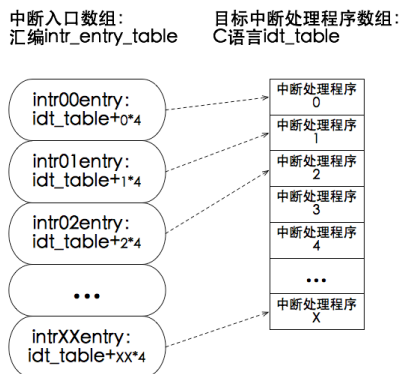 中断入口数组：
汇编intr_entry_table
目标中断处理程序数组：
C语言idt_table
intr00entry：
idt_table+0*4
intr01entry：
idt_table+1*4
intr02entry：
idt_table+2*4
...
intrXXentry：
idt_table+XX*4
中断处理程序
0
中断处理程序
1
中断处理程序
2
中断处理程序
3
中断处理程序
4
...
中断处理程序
X